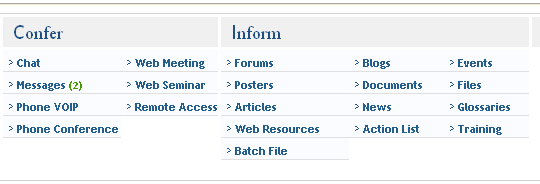 Confer
> Chat
> Messages (2)
> Phone VOIP
> Phone Conference
> Web Meeting
> Web Seminar
> Remote Access
Inform
> Forums
> Posters
> Articles
> Web Resources
> Batch File
> Blogs
> Documents
> News
> Action List
> Events
> Files
> Glossaries
> Training